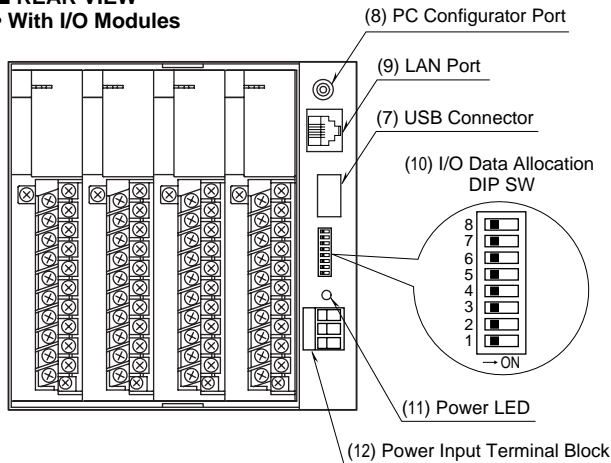 ■ REAR VIEW
• With I/O Modules
(8) PC Configurator Port
(9) LAN Port
(7) USB Connector
(10) I/O Data Allocation
DIP SW
8
7
6
5
4
3
2
1
→ ON
(11) Power LED
(12) Power Input Terminal Block